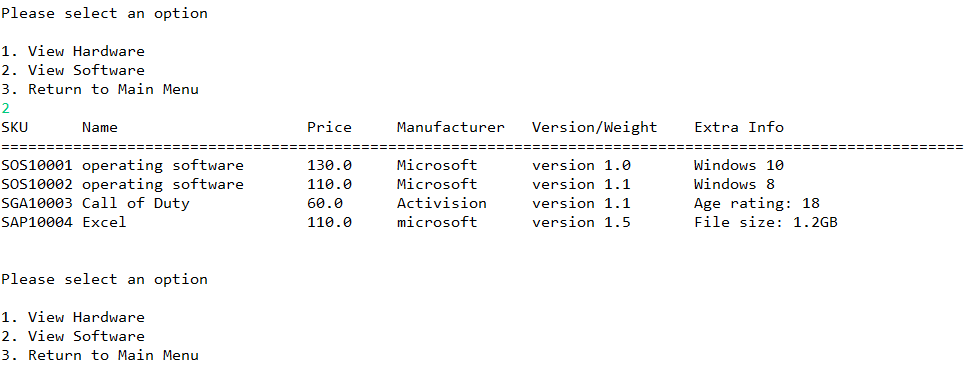 Please select an option
1. View Hardware
2. View Software
3. Return to Main Menu
2
SKU      Name                     Price     Manufacturer   Version/Weight    Extra Info
===========================================================================================================
SOS10001 operating software       130.0     Microsoft      version 1.0       Windows 10
SOS10002 operating software       110.0     Microsoft      version 1.1       Windows 8
SGA10003 Call of Duty             60.0      Activision     version 1.1       Age rating: 18
SAP10004 Excel                    110.0     microsoft      version 1.5       File size: 1.2GB
Please select an option
1. View Hardware
2. View Software
3. Return to Main Menu